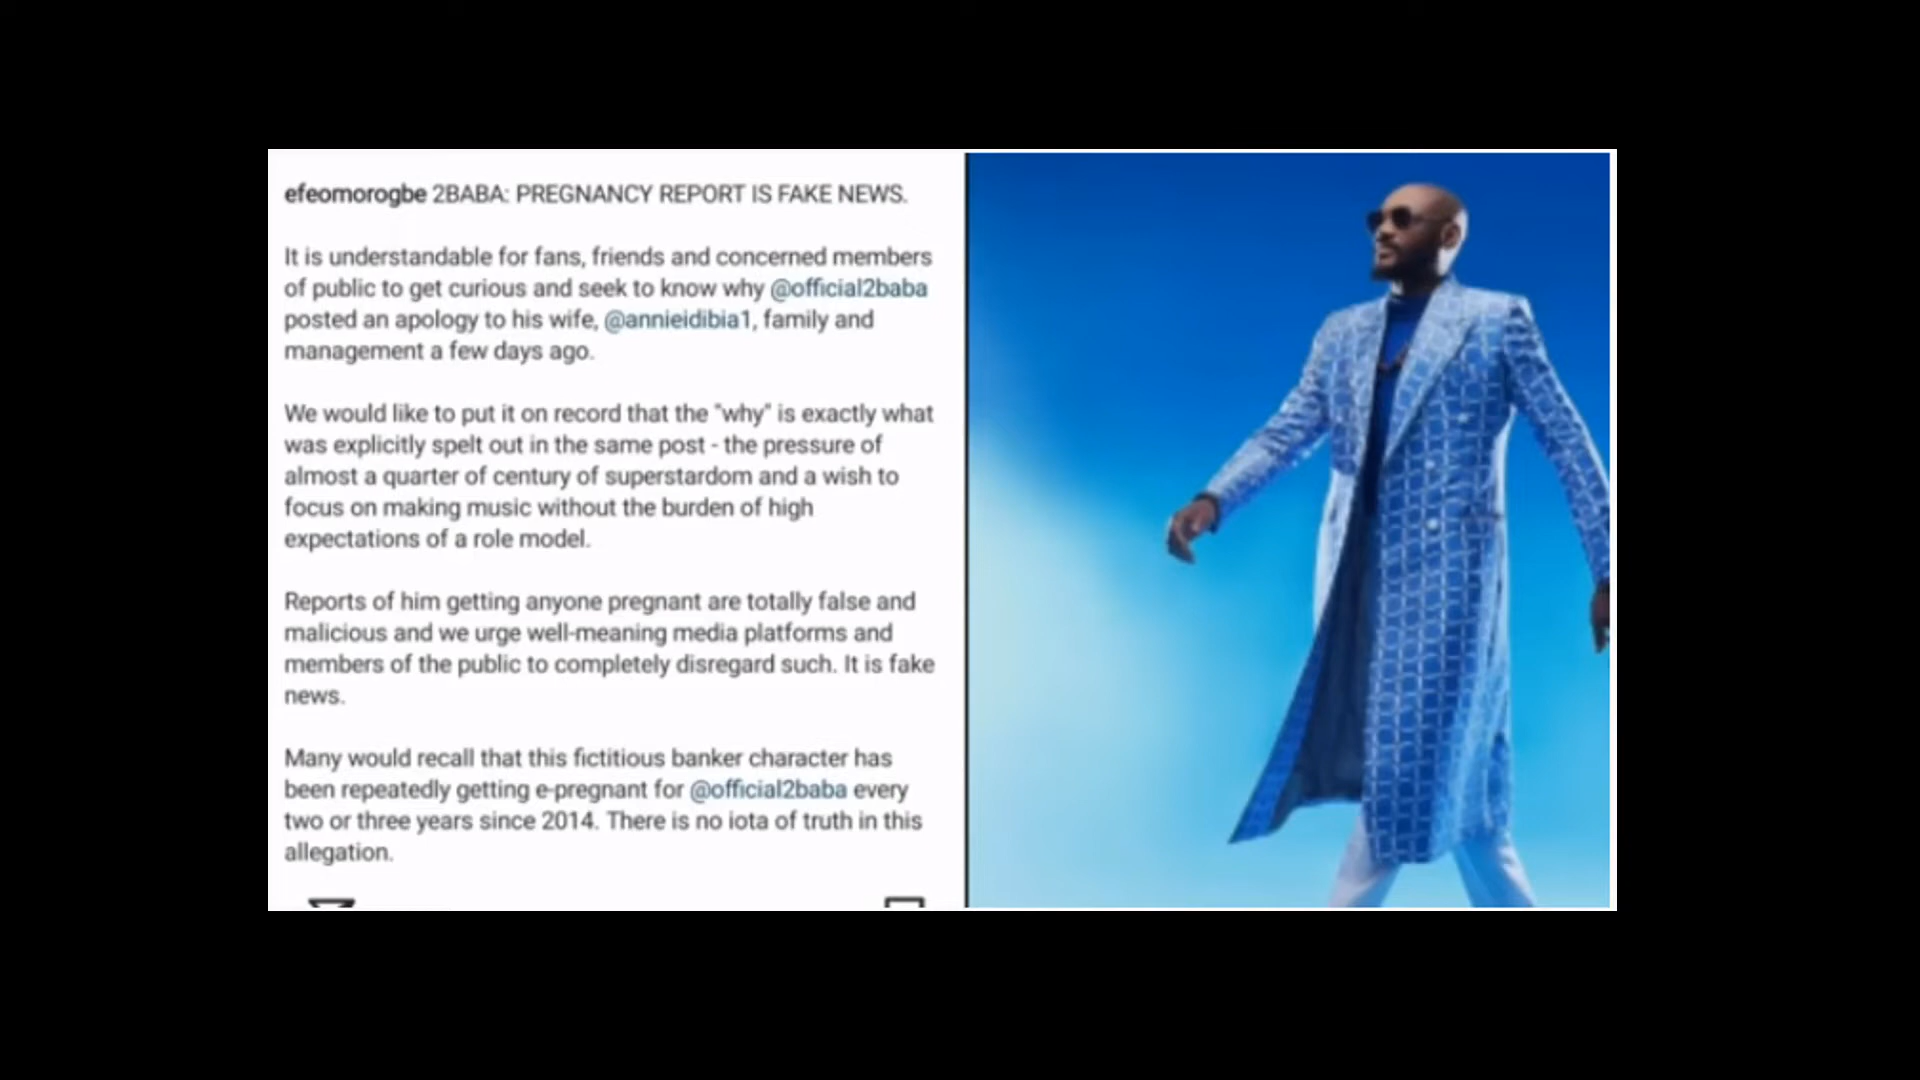 efeomorogbe 2BABA: PREGNANCY REPORT IS FAKE NEWS.
It is understandable for fans, friends and concerned members
of public to get curious and seek to know why @official2baba
posted an apology to his wife, @annieidibia1, family and
management a few days ago.
We would like to put it on record that the "why" is exactly what
was explicitly spelt out in the same post - the pressure of
almost a quarter of century of superstardom and a wish to
focus on making music without the burden of high
expectations of a role model.
Reports of him getting anyone pregnant are totally false and
malicious and we urge well-meaning media platforms and
members of the public to completely disregard such. It is fake
news.
Many would recall that this fictitious banker character has
been repeatedly getting e-pregnant for @official2baba every
two or three years since 2014. There is no iota of truth in this
allegation.